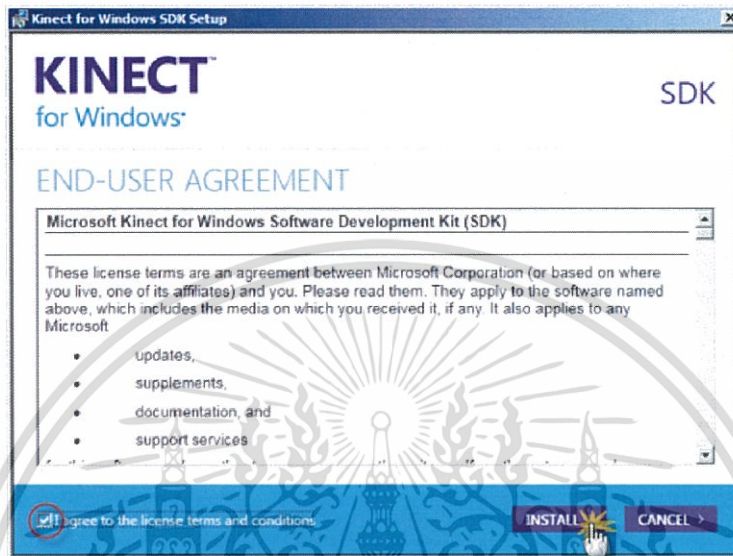 Kinect for Windows SDK Setup
KINECT™
for Windows®
SDK
END-USER AGREEMENT
Microsoft Kinect for Windows Software Development Kit (SDK)
These license terms are an agreement between Microsoft Corporation (or based on where
you live, one of its affiliates) and you. Please read them. They apply to the software named
above, which includes the media on which you received it, if any. It also applies to any
Microsoft
• updates,
• supplements,
• documentation, and
• support services
I agree to the license terms and conditions
INSTALL
CANCEL >